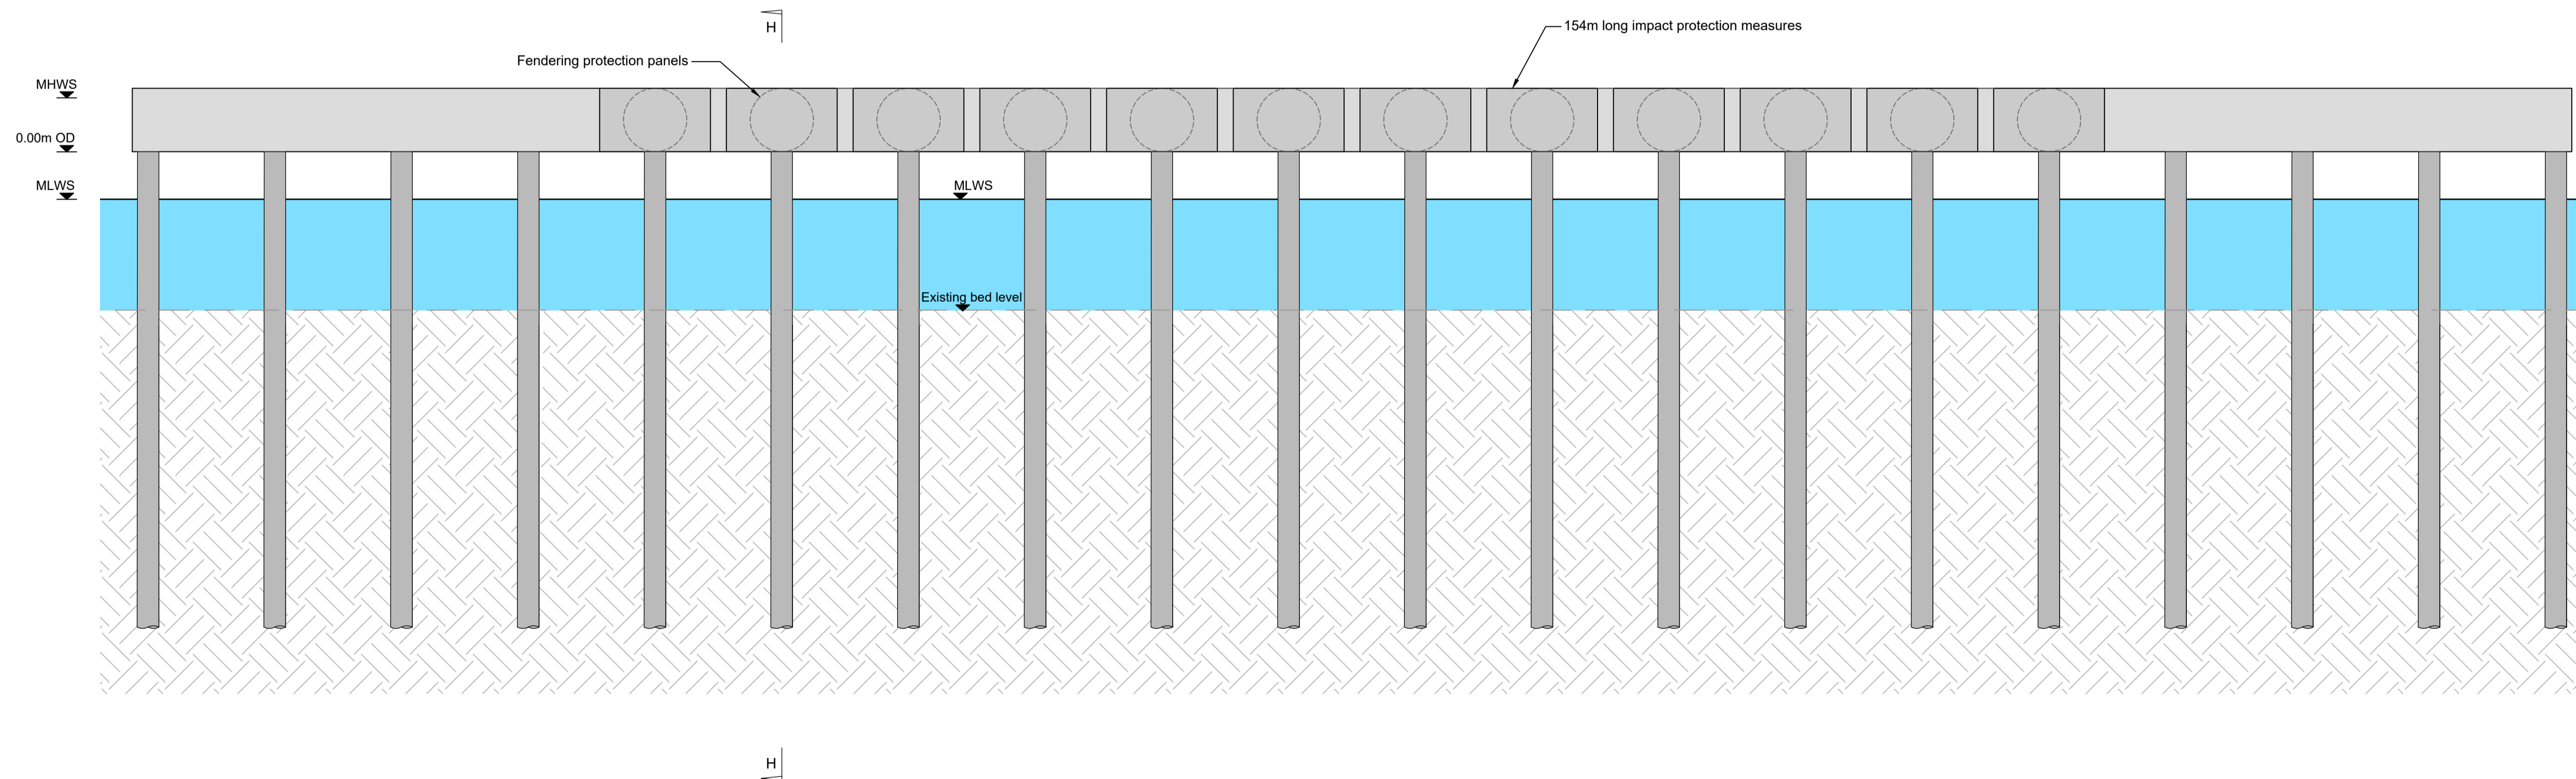 H
154m long impact protection measures
Fendering protection panels
MHWS
0.00m OD
MLWS
MLWS
Existing bed level
H